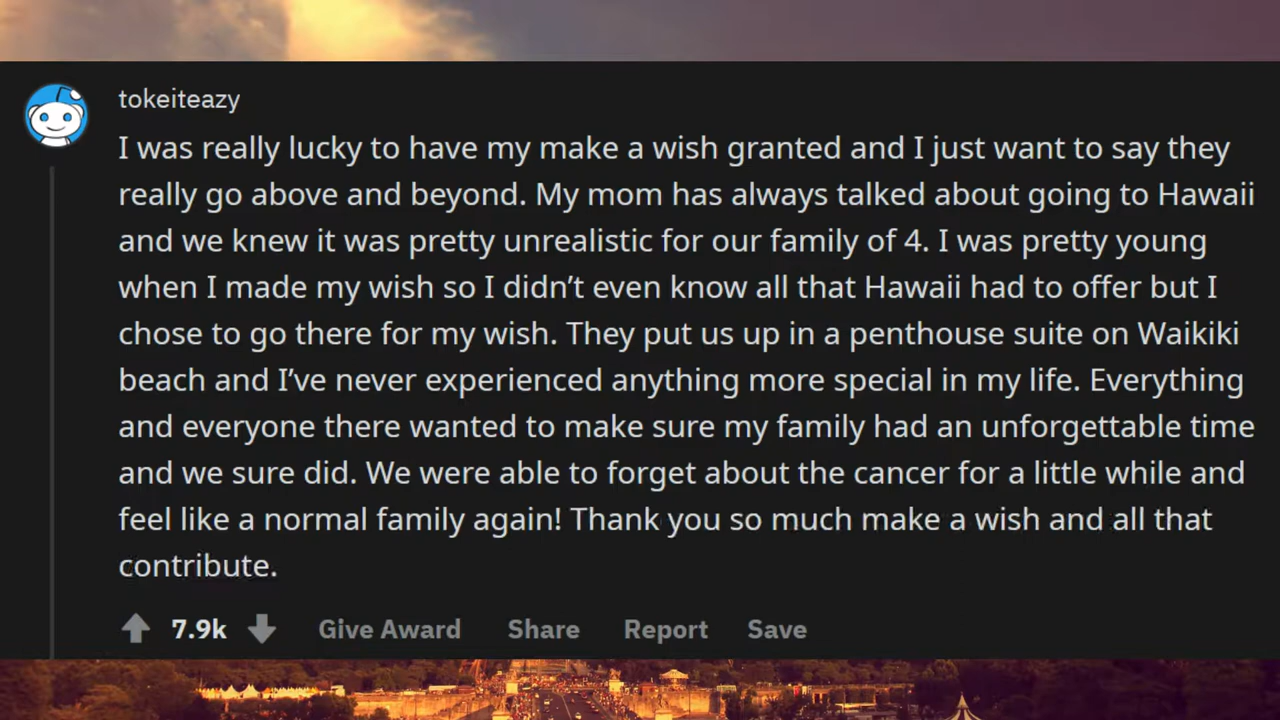 tokeiteazy
I was really lucky to have my make a wish granted and I just want to say they
really go above and beyond. My mom has always talked about going to Hawaii
and we knew it was pretty unrealistic for our family of 4. I was pretty young
when I made my wish so I didn’t even know all that Hawaii had to offer but I
chose to go there for my wish. They put us up in a penthouse suite on Waikiki
beach and I’ve never experienced anything more special in my life. Everything
and everyone there wanted to make sure my family had an unforgettable time
and we sure did. We were able to forget about the cancer for a little while and
feel like a normal family again! Thank you so much make a wish and all that
contribute.
7.9k Give Award Share Report Save